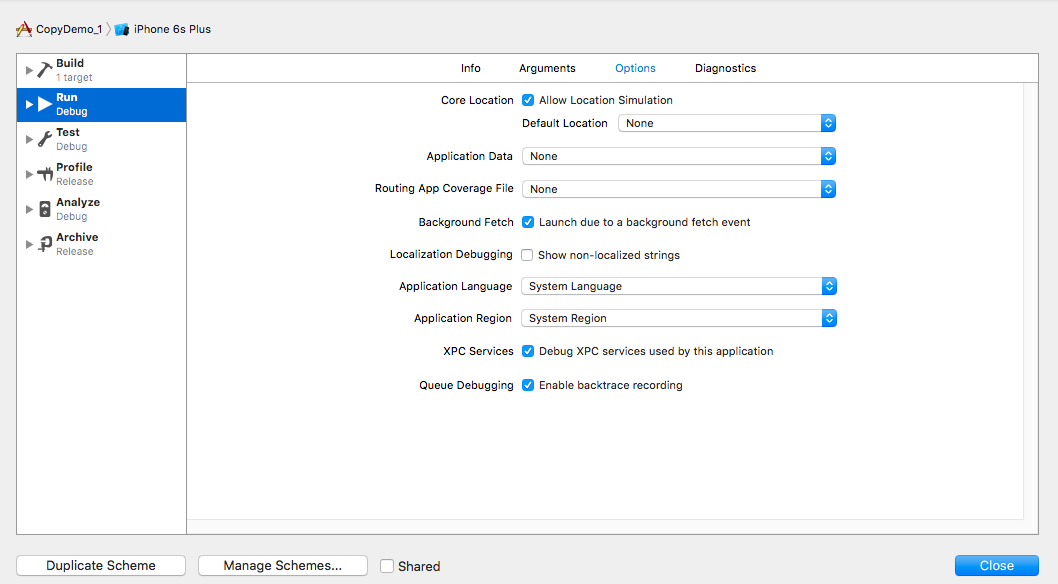 CopyDemo_1 iPhone 6s Plus
Build
1 target
Run
Debug
Test
Debug
Profile
Release
Analyze
Debug
Archive
Release
Info Arguments Options Diagnostics
Core Location Allow Location Simulation
Default Location None
Application Data None
Routing App Coverage File None
Background Fetch Launch due to a background fetch event
Localization Debugging Show non-localized strings
Application Language System Language
Application Region System Region
XPC Services Debug XPC services used by this application
Queue Debugging Enable backtrace recording
Duplicate Scheme Manage Schemes... Shared Close